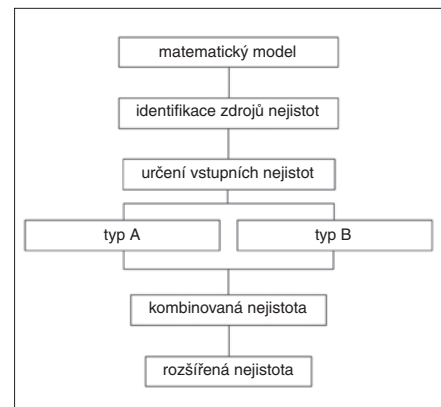 matematický model
identifikace zdrojů nejistot
určení vstupních nejistot
typ A
typ B
kombinovaná nejistota
rozšířená nejistota